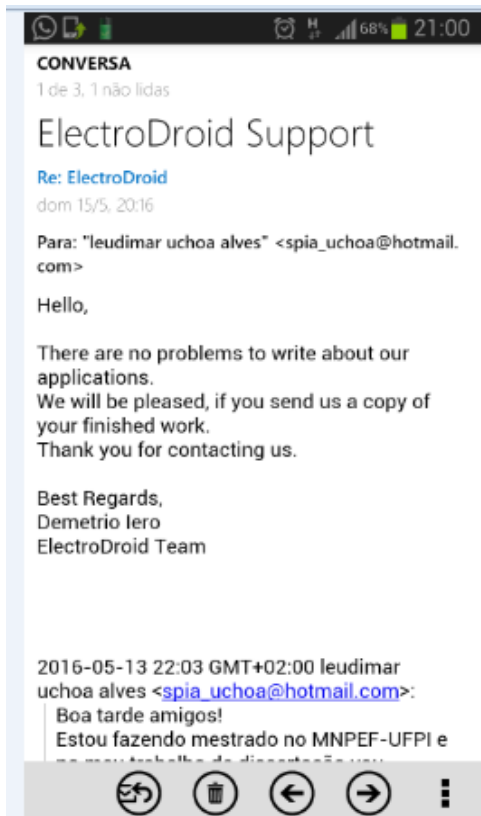 H 68% 21:00
CONVERSA
1 de 3, 1 não lidas
ElectroDroid Support
Re: ElectroDroid
dom 15/5, 20:16
Para: "leudimar uchoa alves" <spia_uchoa@hotmail.
com>
Hello,
There are no problems to write about our
applications.
We will be pleased, if you send us a copy of
your finished work.
Thank you for contacting us.
Best Regards,
Demetrio Iero
ElectroDroid Team
2016-05-13 22:03 GMT+02:00 leudimar
uchoa alves <spia_uchoa@hotmail.com>:
Boa tarde amigos!
Estou fazendo mestrado no MNPEF-UFPI e